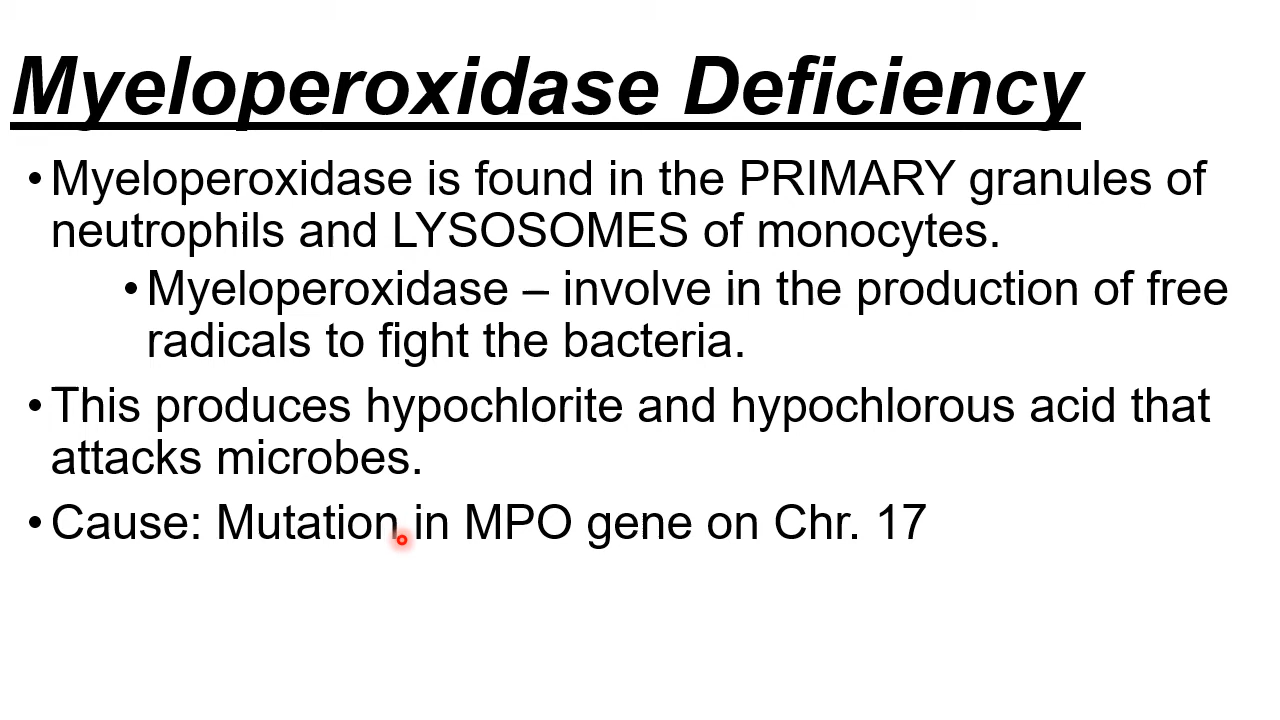 Myeloperoxidase Deficiency
•Myeloperoxidase is found in the PRIMARY granules of
neutrophils and LYSOSOMES of monocytes.
•Myeloperoxidase – involve in the production of free
radicals to fight the bacteria.
•This produces hypochlorite and hypochlorous acid that
attacks microbes.
•Cause: Mutation in MPO gene on Chr. 17